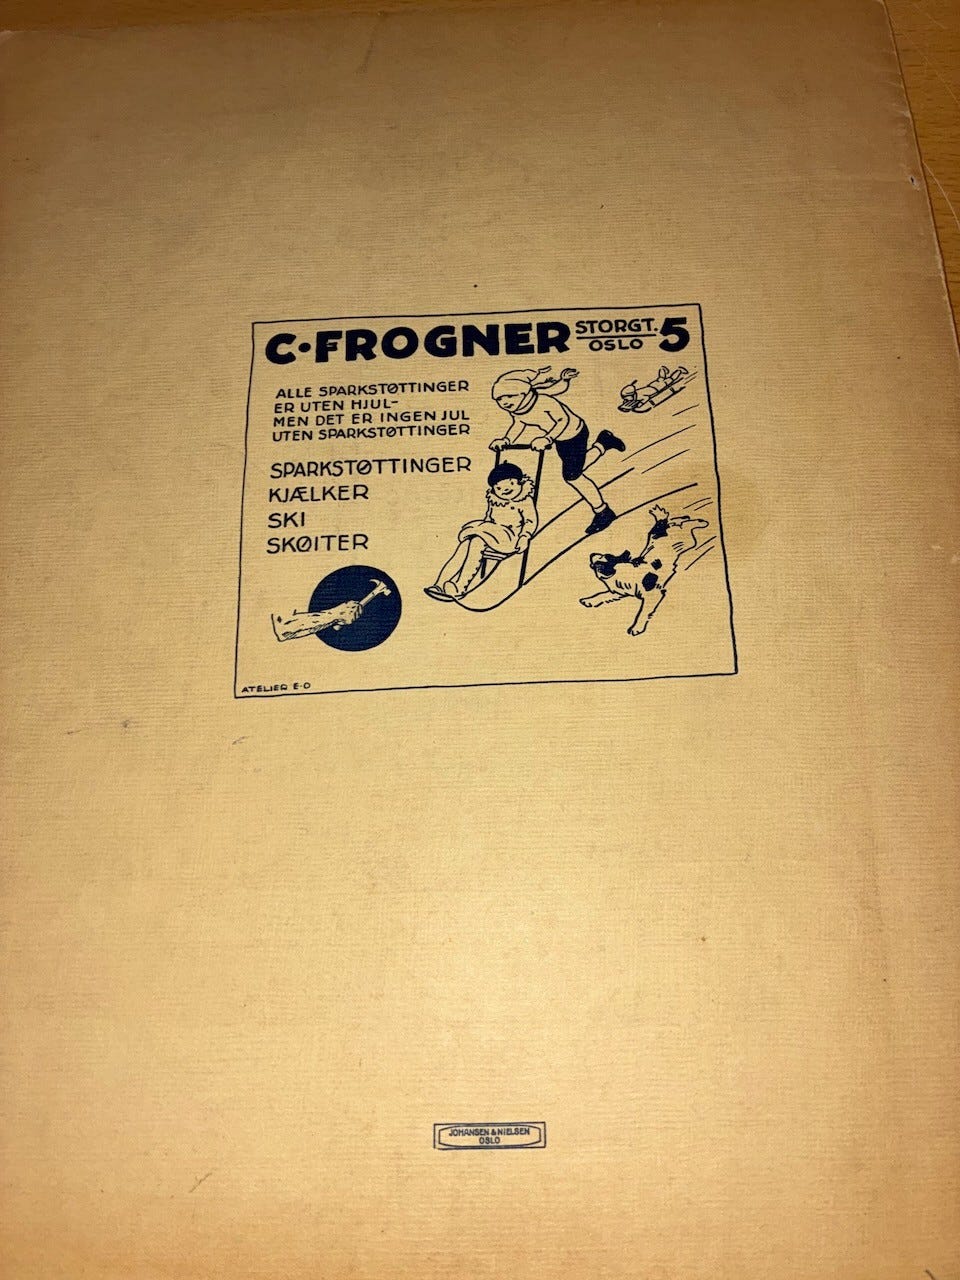 C·FROGNER STORGT. 5
OSLO
ALLE SPARKSTØTTINGER
ER UTEN HJUL-
MEN DET ER INGEN JUL
UTEN SPARKSTØTTINGER
SPARKSTØTTINGER
KJÆLKER
SKI
SKØITER
ATELIER E-O
JOHANSEN & NIELSEN
OSLO